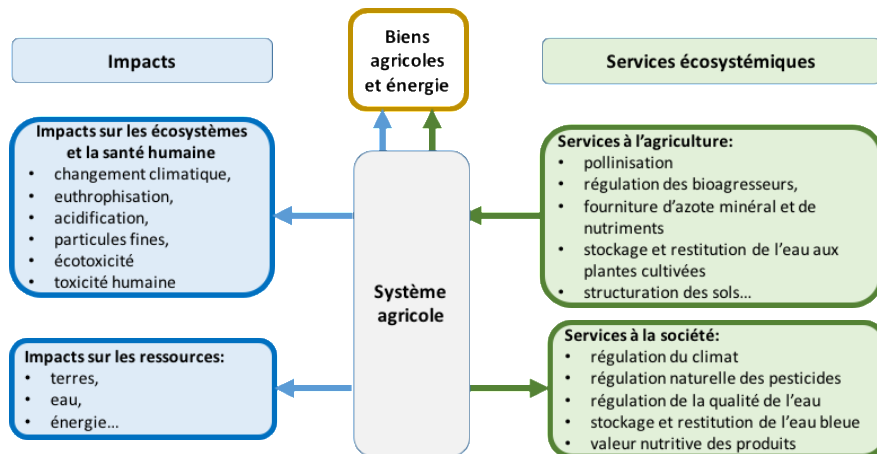 Impacts
Biens
agricoles
et énergie
Services écosystémiques
Impacts sur les écosystèmes
et la santé humaine
• changement climatique,
• euthrophisation,
• acidification,
• particules fines,
• écotoxicité
• toxicité humaine
Impacts sur les ressources:
• terres,
• eau,
• énergie…
Système
agricole
Services à l’agriculture:
• pollinisation
• régulation des bioagresseurs,
• fourniture d’azote minéral et de
nutriments
• stockage et restitution de l’eau aux
plantes cultivées
• structuration des sols…
Services à la société:
• régulation du climat
• régulation naturelle des pesticides
• régulation de la qualité de l’eau
• stockage et restitution de l’eau bleue
• valeur nutritive des produits